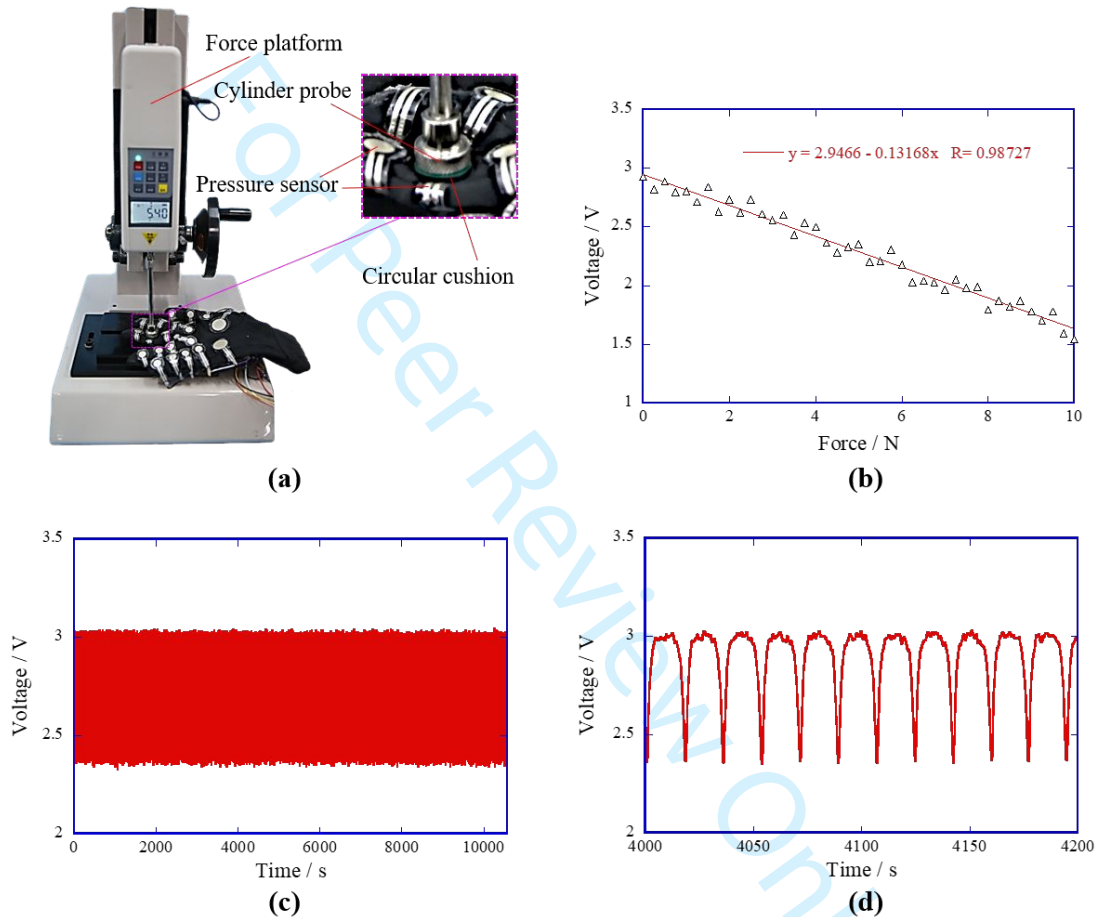 Force platform
Cylinder probe
Pressure sensor
Circular cushion
5.40
(a)
3.5
3
2.5
2
1.5
1
Voltage / V
y = 2.9466 - 0.13168x R= 0.98727
0 2 4 6 8 10
Force / N
(b)
3.5
3
2.5
2
Voltage / V
0 2000 4000 6000 8000 10000
Time / s
(c)
3.5
3
2.5
2
Voltage / V
4000 4050 4100 4150 4200
Time / s
(d)
For Peer Review Onl